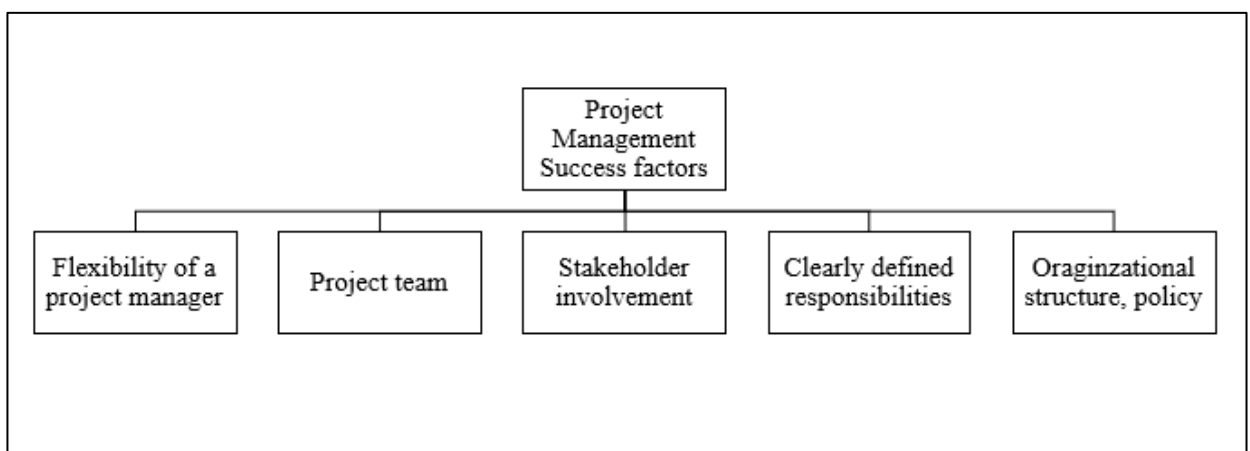 Project
Management
Success factors
Flexibility of a
project manager
Project team
Stakeholder
involvement
Clearly defined
responsibilities
Oraginzational
structure, policy